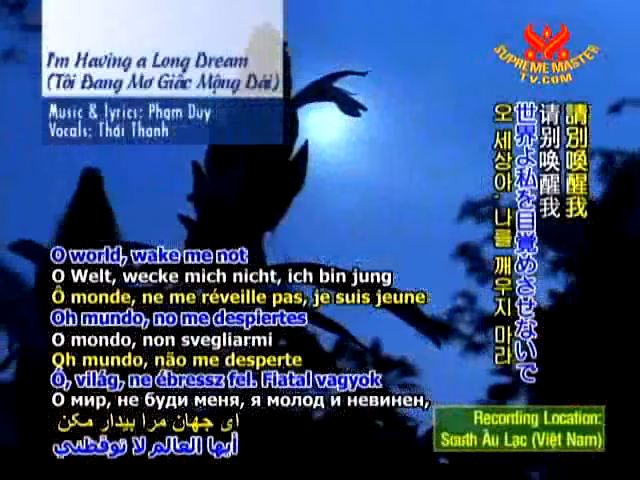 I'm Having a Long Dream
(Tôi Đang Mơ Giấc Mộng Dài)
Music & lyrics: Phạm Duy
Vocals: Thái Thanh
SUPREME MASTER
TV.COM
請別喚醒我
请别唤醒我
世界よ私を目覚めさせないで
오 세상아, 나를 깨우지 마라
O world, wake me not
O Welt, wecke mich nicht, ich bin jung
Ô monde, ne me réveille pas, je suis jeune
Oh mundo, no me despiertes
O mondo, non svegliarmi
Oh mundo, não me desperte
Ó, világ, ne ébressz fel. Fiatal vagyok
О мир, не буди меня, я молод и невинен,
ای جهان مرا بیدار مکن
أيها العالم لا توقظني
Recording Location:
South Âu Lạc (Việt Nam)